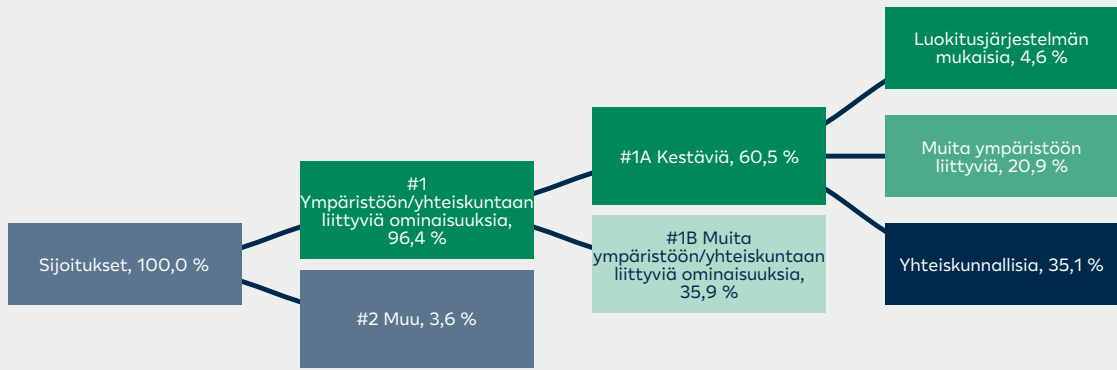 Sijoitukset, 100,0 %
#1
Ympäristöön/yhteiskuntaan
liittyviä ominaisuuksia,
96,4 %
#2 Muu, 3,6 %
#1A Kestäviä, 60,5 %
#1B Muita
ympäristöön/yhteiskuntaan
liittyviä ominaisuuksia,
35,9 %
Luokitusjärjestelmän
mukaisia, 4,6 %
Muita ympäristöön
liittyviä, 20,9 %
Yhteiskunnallisia, 35,1 %